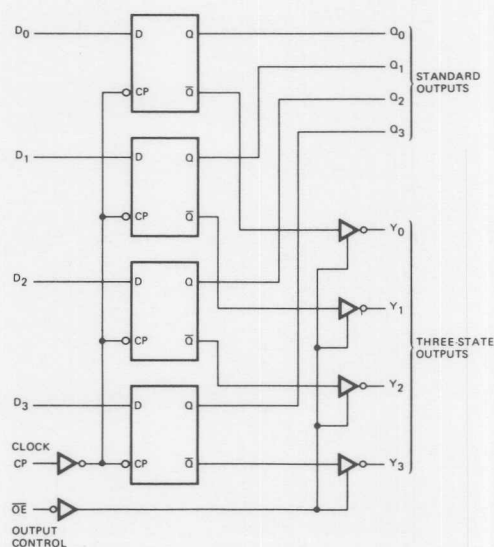 D0
D Q
Q0
Q1
STANDARD
OUTPUTS
Q2
Q3
CP Q̅
D1
D Q
CP Q̅
Y0
D2
D Q
Y1
CP Q̅
THREE-STATE
OUTPUTS
Y2
D3
D Q
CLOCK
CP
CP Q̅
Y3
O̅E̅
OUTPUT
CONTROL